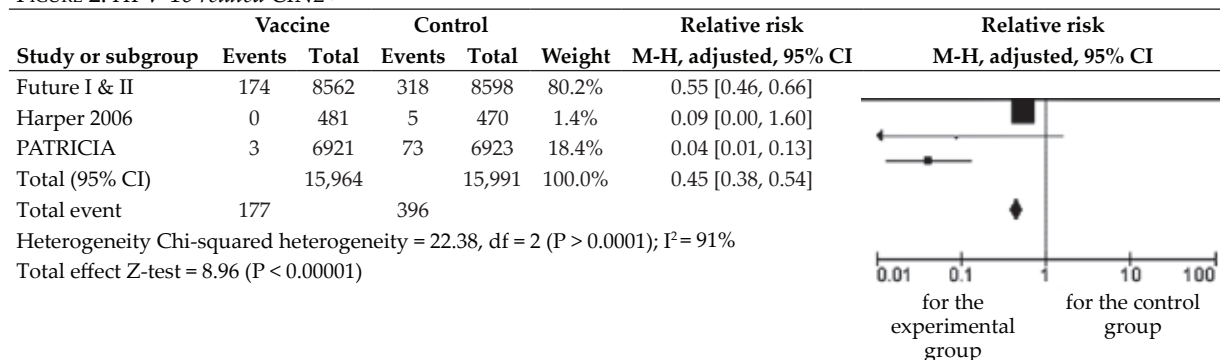 Vaccine Control Relative risk Relative risk
Study or subgroup Events Total Events Total Weight M-H, adjusted, 95% CI M-H, adjusted, 95% CI
Future I & II 174 8562 318 8598 80.2% 0.55 [0.46, 0.66]
Harper 2006 0 481 5 470 1.4% 0.09 [0.00, 1.60]
PATRICIA 3 6921 73 6923 18.4% 0.04 [0.01, 0.13]
Total (95% CI) 15,964 15,991 100.0% 0.45 [0.38, 0.54]
Total event 177 396
Heterogeneity Chi-squared heterogeneity = 22.38, df = 2 (P > 0.0001); I² = 91%
Total effect Z-test = 8.96 (P < 0.00001)
0.01 0.1 1 10 100
for the for the control
experimental group
group